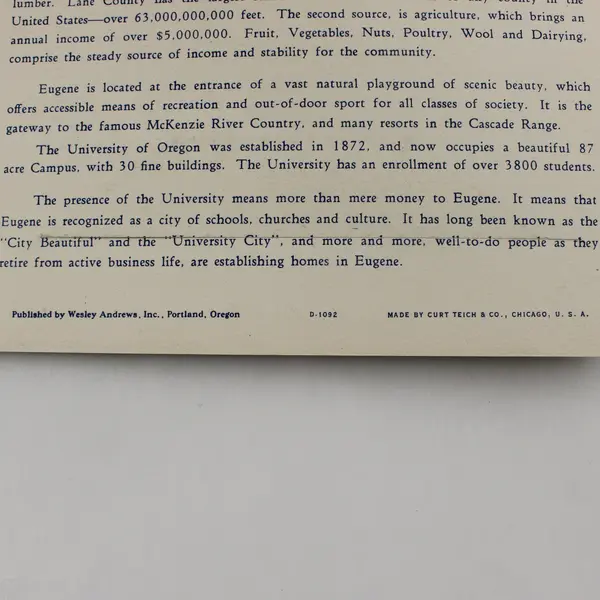 lumber. Lane County has the largest
United States—over 63,000,000,000 feet. The second source, is agriculture, which brings an
annual income of over $5,000,000. Fruit, Vegetables, Nuts, Poultry, Wool and Dairying,
comprise the steady source of income and stability for the community.
Eugene is located at the entrance of a vast natural playground of scenic beauty, which
offers accessible means of recreation and out-of-door sport for all classes of society. It is the
gateway to the famous McKenzie River Country, and many resorts in the Cascade Range.
The University of Oregon was established in 1872, and now occupies a beautiful 87
acre Campus, with 30 fine buildings. The University has an enrollment of over 3800 students.
The presence of the University means more than mere money to Eugene. It means that
Eugene is recognized as a city of schools, churches and culture. It has long been known as the
"City Beautiful" and the "University City", and more and more, well-to-do people as they
retire from active business life, are establishing homes in Eugene.
Published by Wesley Andrews, Inc., Portland, Oregon D-1092 MADE BY CURT TEICH & CO., CHICAGO, U. S. A.